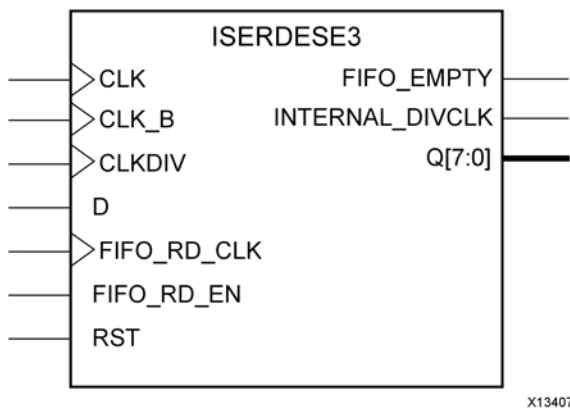 ISERDESE3
CLK
FIFO_EMPTY
CLK_B
INTERNAL_DIVCLK
CLKDIV
Q[7:0]
D
FIFO_RD_CLK
FIFO_RD_EN
RST
X13407